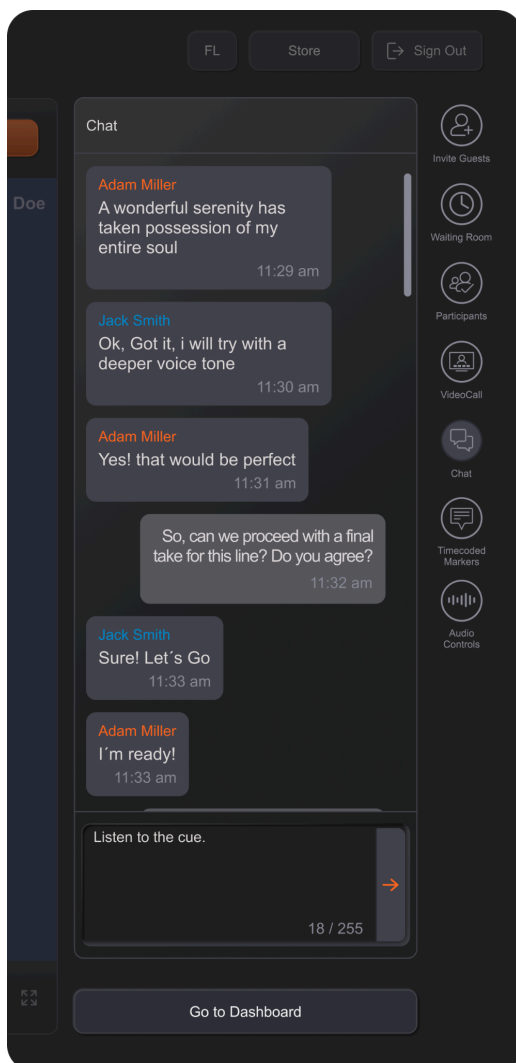 FL
Store
Sign Out
Doe
Chat
Adam Miller
A wonderful serenity has
taken possession of my
entire soul
11:29 am
Jack Smith
Ok, Got it, i will try with a
deeper voice tone
11:30 am
Adam Miller
Yes! that would be perfect
11:31 am
So, can we proceed with a final
take for this line? Do you agree?
11:32 am
Jack Smith
Sure! Let´s Go
11:33 am
Adam Miller
I´m ready!
11:33 am
Listen to the cue.
18 / 255
Go to Dashboard
Invite Guests
Waiting Room
Participants
VideoCall
Chat
Timecoded
Markers
Audio
Controls